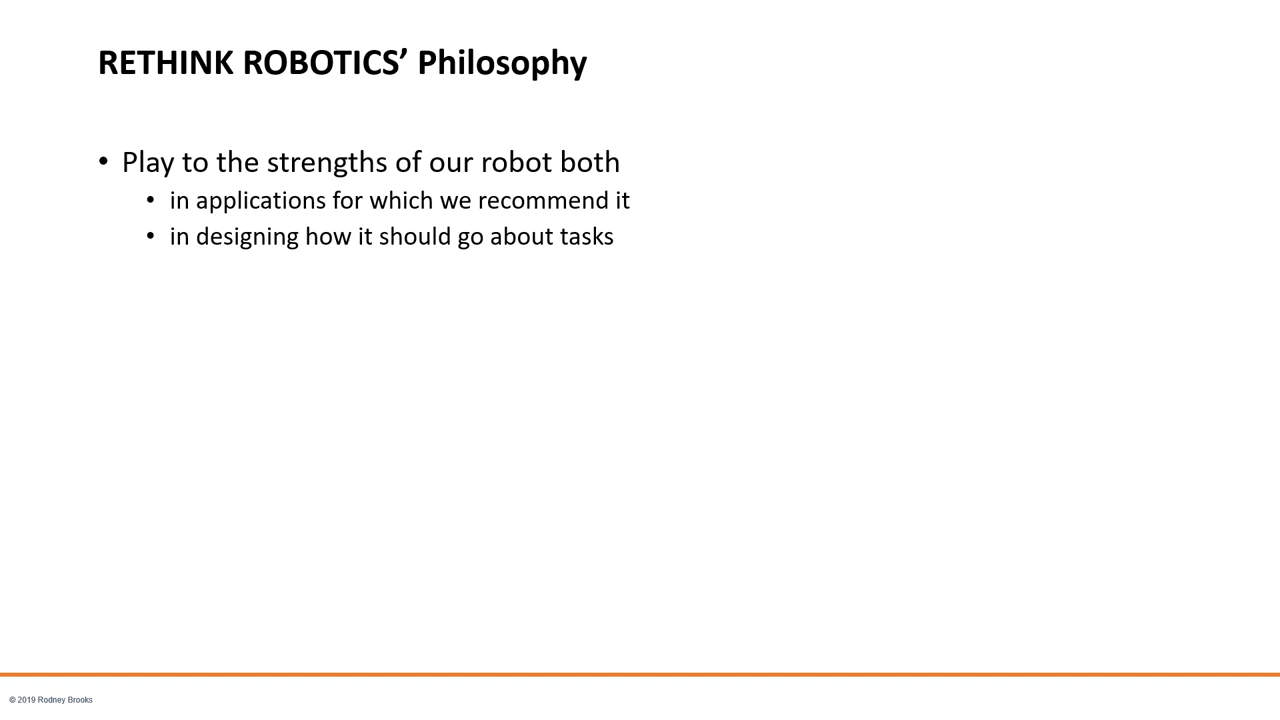 RETHINK ROBOTICS’ Philosophy
• Play to the strengths of our robot both
• in applications for which we recommend it
• in designing how it should go about tasks
© 2019 Rodney Brooks